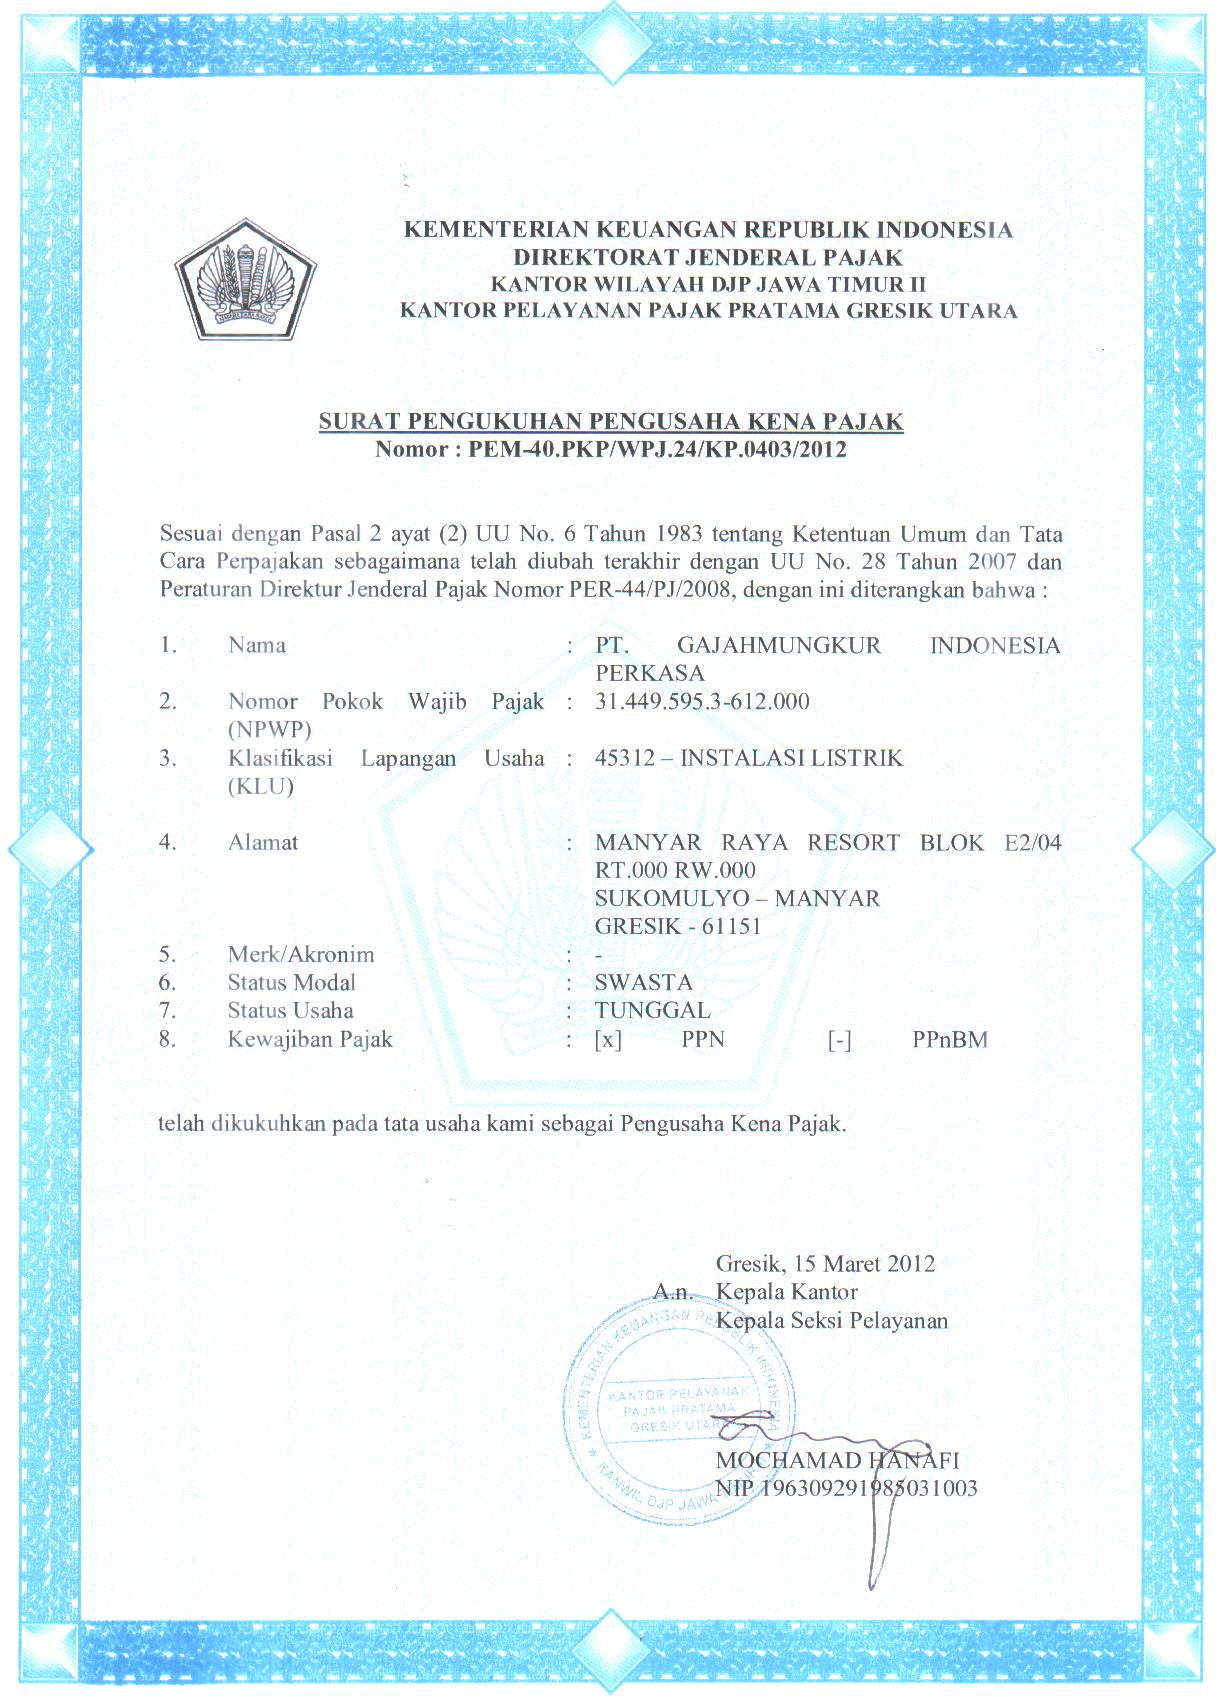 KEMENTERIAN KEUANGAN REPUBLIK INDONESIA
DIREKTORAT JENDERAL PAJAK
KANTOR WILAYAH DJP JAWA TIMUR II
KANTOR PELAYANAN PAJAK PRATAMA GRESIK UTARA
SURAT PENGUKUHAN PENGUSAHA KENA PAJAK
Nomor : PEM-40.PKP/WPJ.24/KP.0403/2012
Sesuai dengan Pasal 2 ayat (2) UU No. 6 Tahun 1983 tentang Ketentuan Umum dan Tata
Cara Perpajakan sebagaimana telah diubah terakhir dengan UU No. 28 Tahun 2007 dan
Peraturan Direktur Jenderal Pajak Nomor PER-44/PJ/2008, dengan ini diterangkan bahwa :
1. Nama : PT. GAJAHMUNGKUR INDONESIA
PERKASA
2. Nomor Pokok Wajib Pajak : 31.449.595.3-612.000
(NPWP)
3. Klasifikasi Lapangan Usaha : 45312 – INSTALASI LISTRIK
(KLU)
4. Alamat : MANYAR RAYA RESORT BLOK E2/04
RT.000 RW.000
SUKOMULYO – MANYAR
GRESIK - 61151
5. Merk/Akronim : -
6. Status Modal : SWASTA
7. Status Usaha : TUNGGAL
8. Kewajiban Pajak : [x] PPN [-] PPnBM
telah dikukuhkan pada tata usaha kami sebagai Pengusaha Kena Pajak.
Gresik, 15 Maret 2012
A.n. Kepala Kantor
Kepala Seksi Pelayanan
KEMENTERIAN KEUANGAN REPUBLIK INDONESIA
KANTOR PELAYANAN
PAJAK PRATAMA
GRESIK UTARA
KANWIL DJP JAWA
MOCHAMAD HANAFI
NIP 196309291985031003